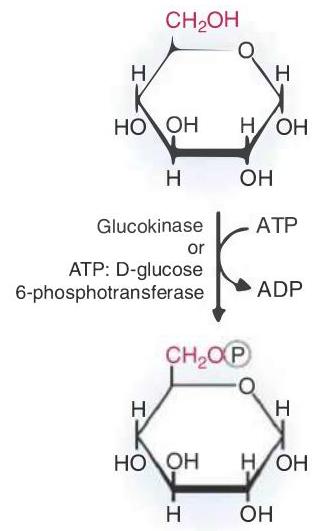 CH₂OH
O
H H
HO OH H OH
H OH
Glucokinase ATP
or
ATP: D-glucose
6-phosphotransferase ADP
CH₂O P
O
H H
HO OH H OH
H OH